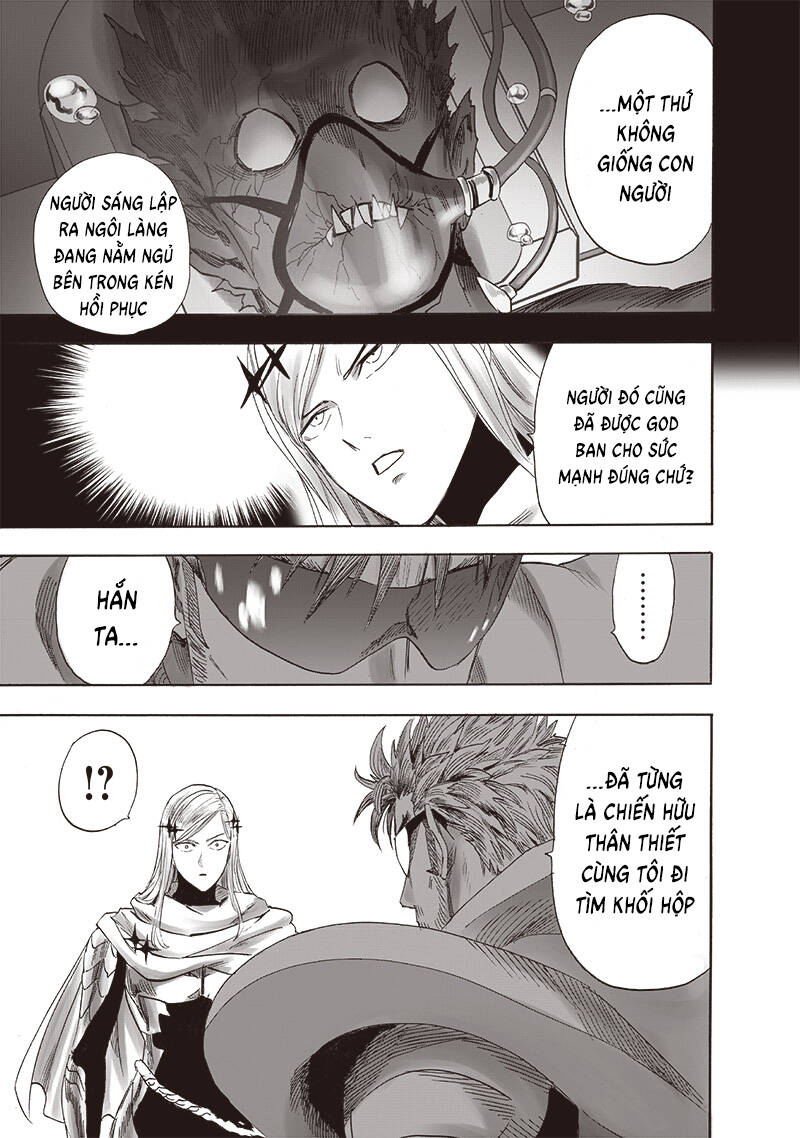 ...MỘT THỨ
KHÔNG
GIỐNG CON
NGƯỜI
NGƯỜI SÁNG LẬP
RA NGÔI LÀNG
ĐANG NẰM NGỦ
BÊN TRONG KÉN
HỒI PHỤC
NGƯỜI ĐÓ CŨNG
ĐÃ ĐƯỢC GOD
BAN CHO SỨC
MẠNH ĐÚNG CHỨ?
.........
HẮN
TA...
...ĐÃ TỪNG
LÀ CHIẾN HỮU
THÂN THIẾT
CÙNG TÔI ĐI
TÌM KHỐI HỘP
!?